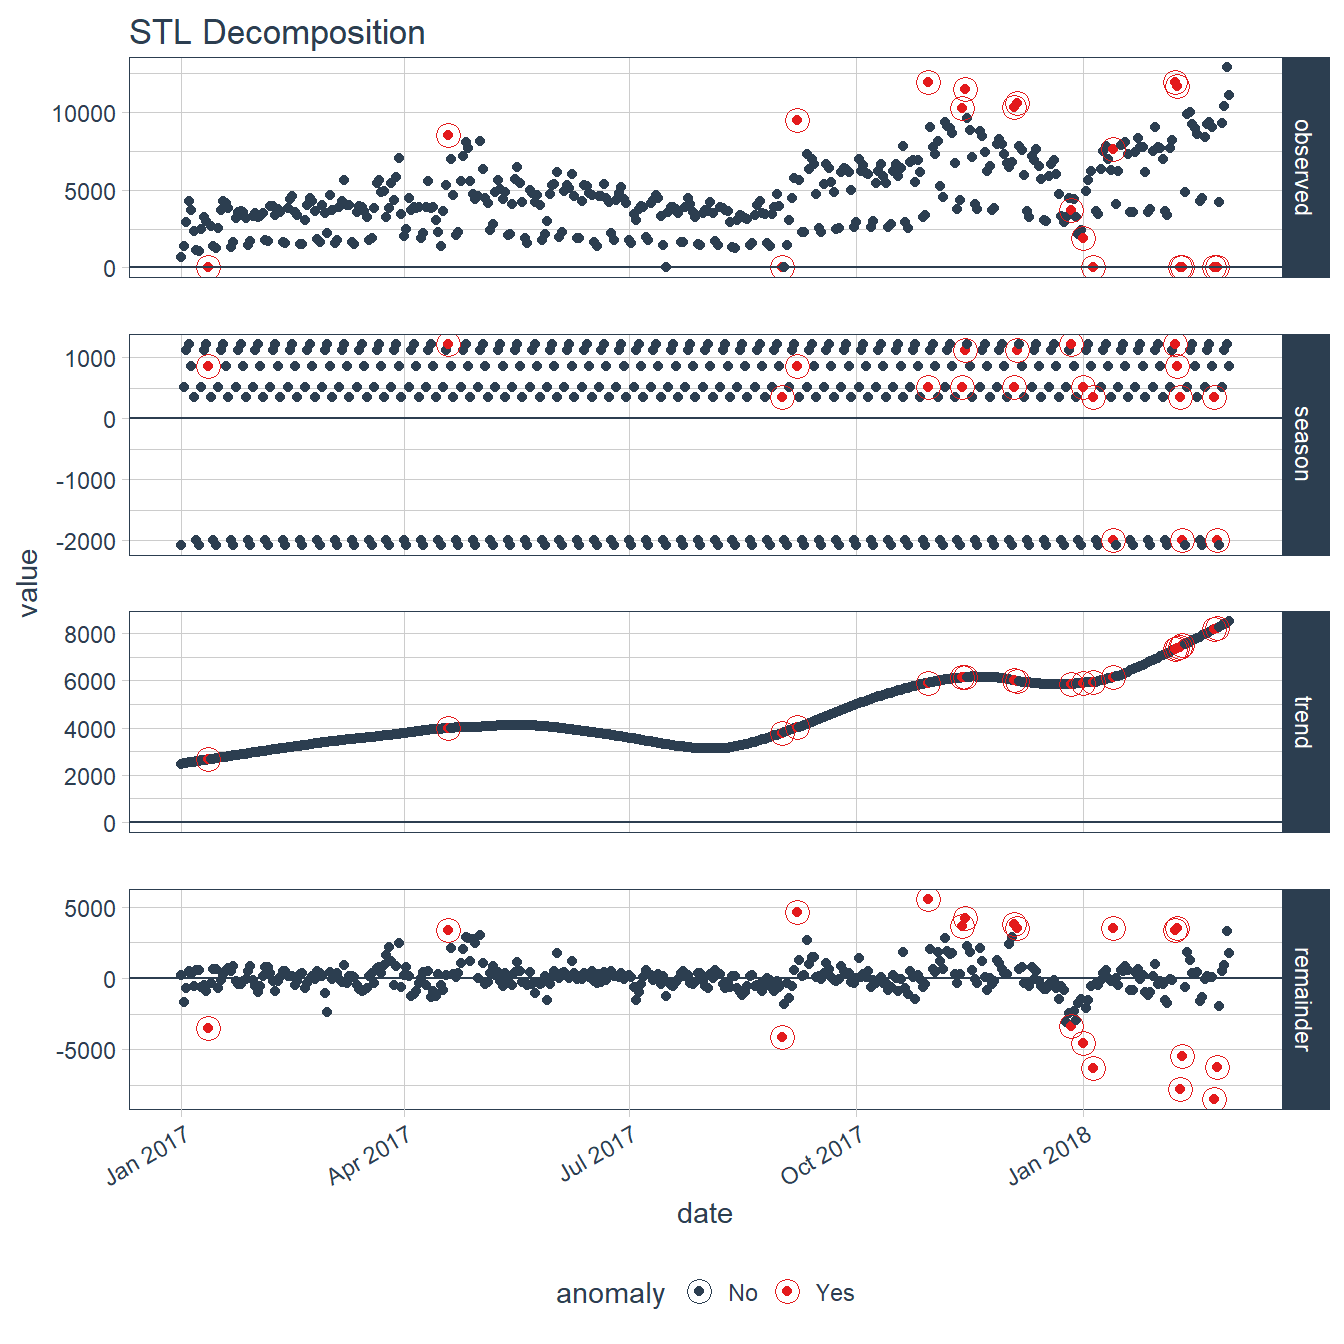 STL Decomposition
10000
5000
0
observed
1000
0
-1000
-2000
season
8000
6000
4000
2000
0
trend
5000
0
-5000
remainder
value
Jan 2017
Apr 2017
Jul 2017
Oct 2017
Jan 2018
date
anomaly No Yes